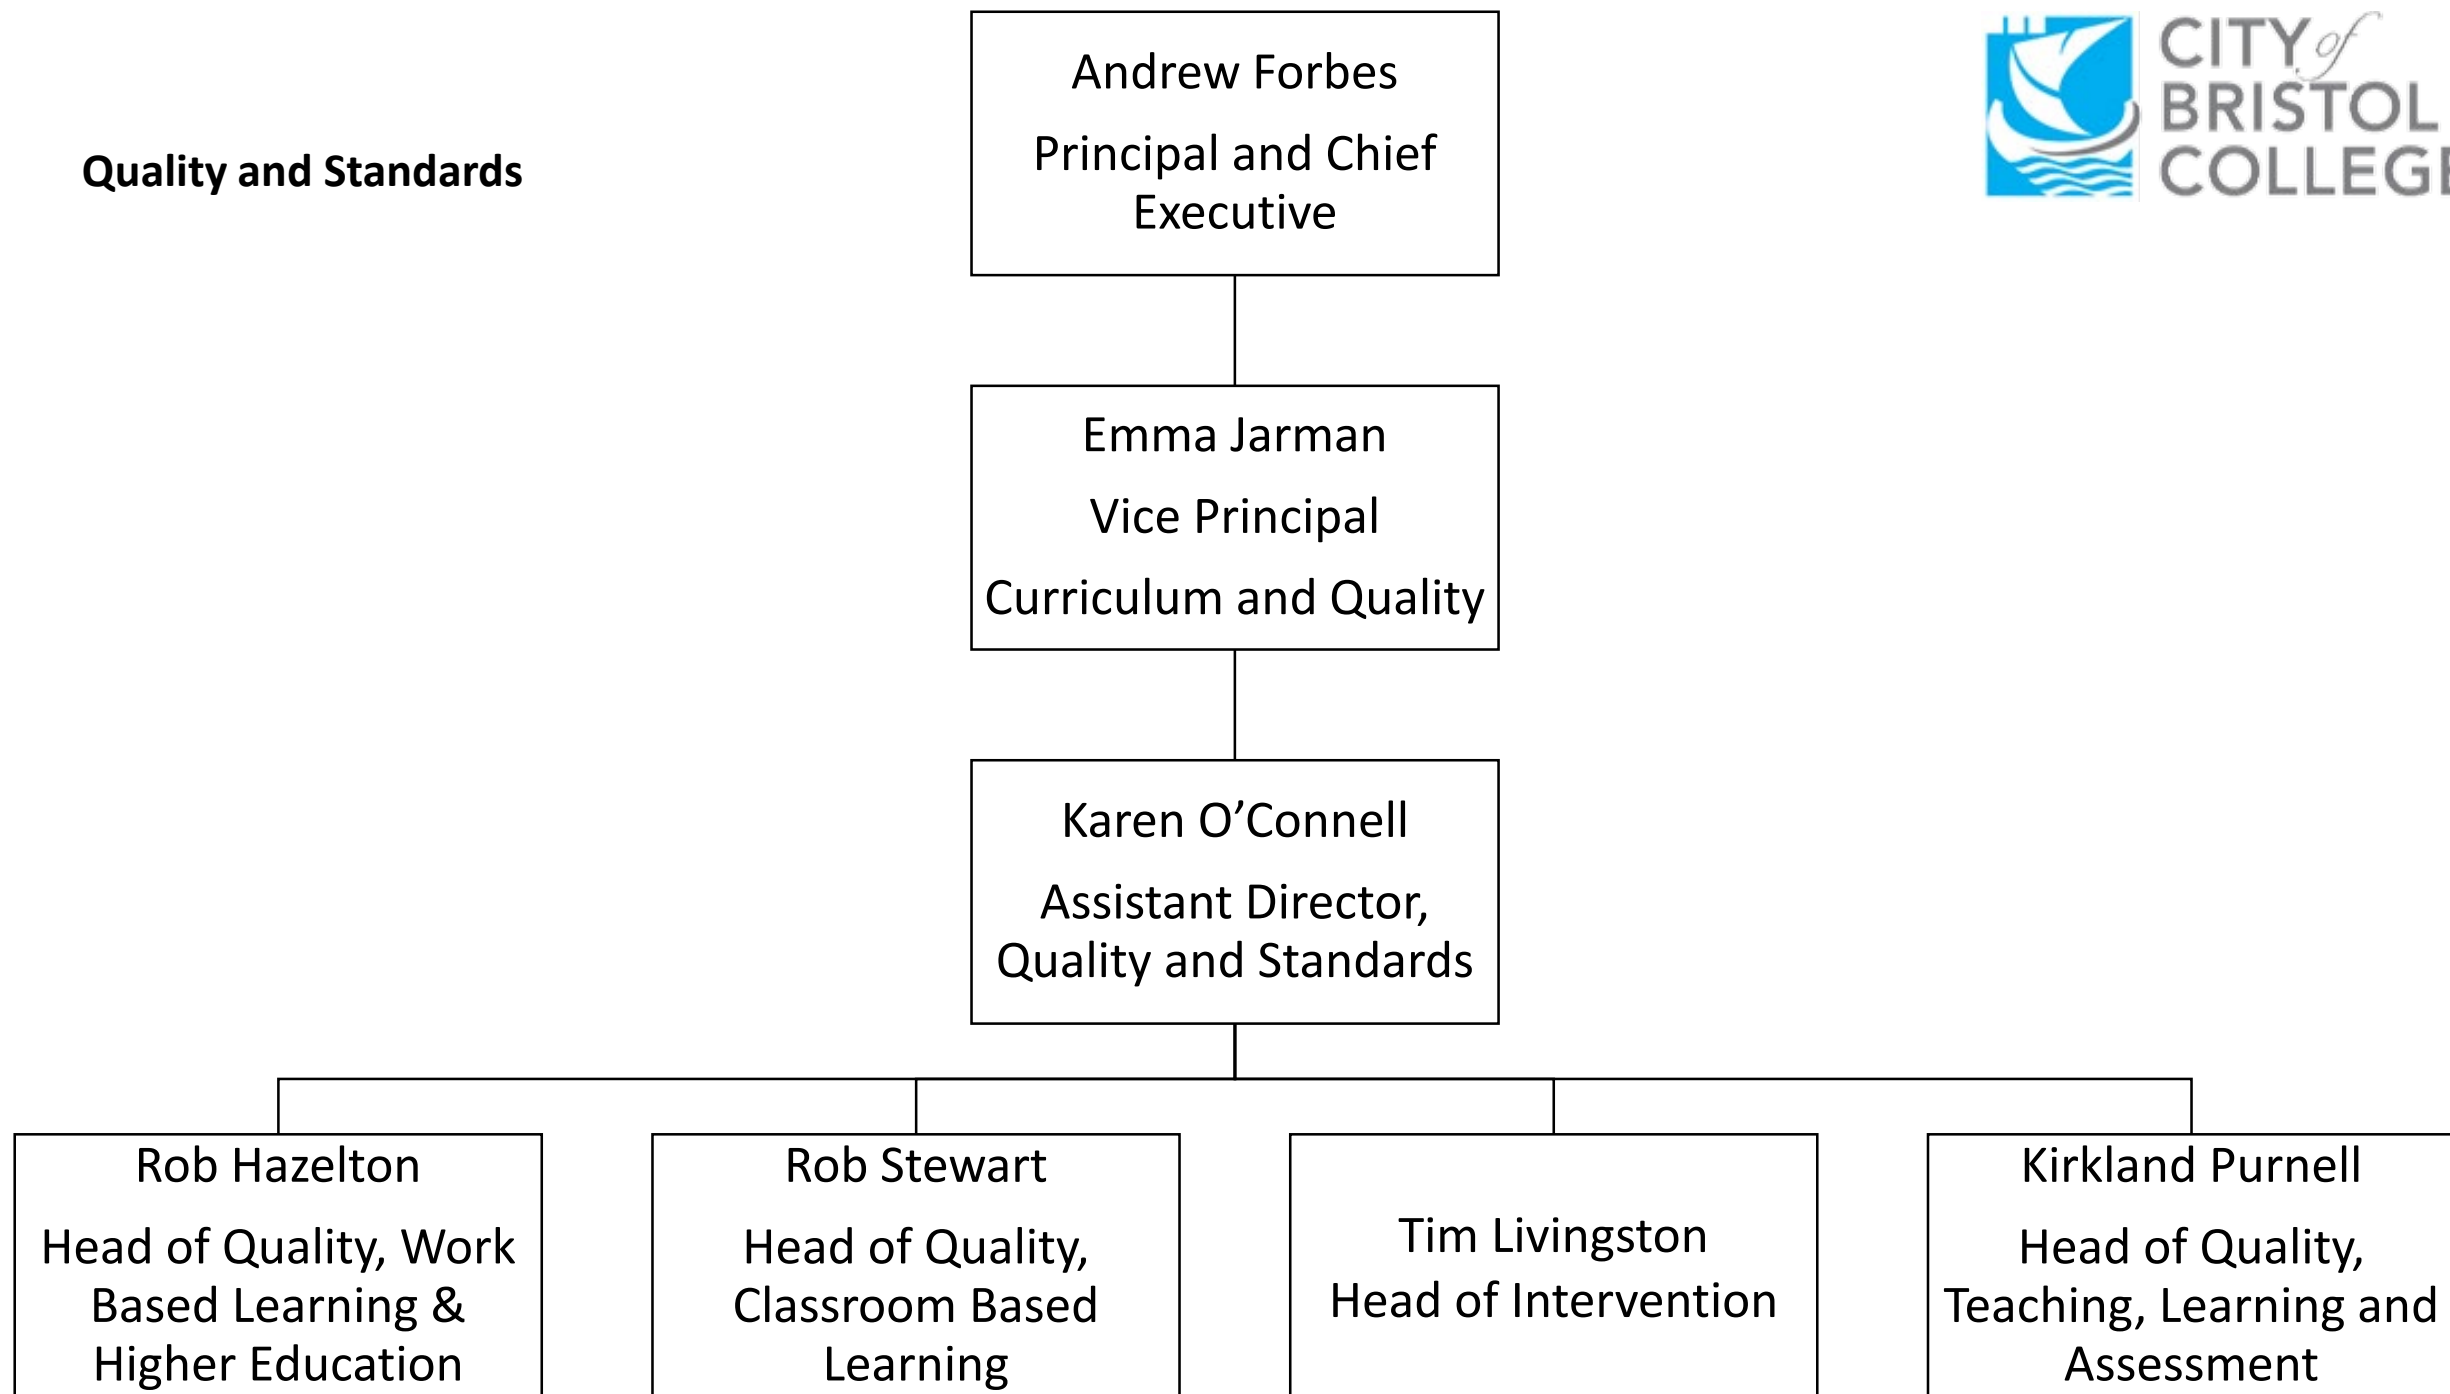 Quality and Standards
Andrew Forbes
Principal and Chief
Executive
CITY of
BRISTOL
COLLEGE
Emma Jarman
Vice Principal
Curriculum and Quality
Karen O’Connell
Assistant Director,
Quality and Standards
Rob Hazelton
Head of Quality, Work
Based Learning &
Higher Education
Rob Stewart
Head of Quality,
Classroom Based
Learning
Tim Livingston
Head of Intervention
Kirkland Purnell
Head of Quality,
Teaching, Learning and
Assessment